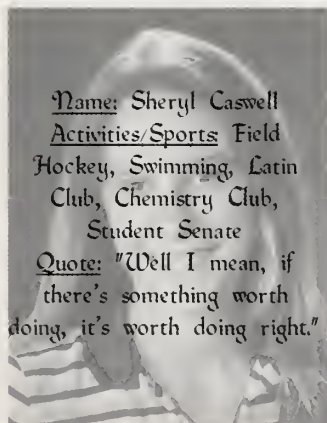 Name: Sheryl Caswell
Activities/Sports: Field
Hockey, Swimming, Latin
Club, Chemistry Club,
Student Senate
Quote: "Well I mean, if
there's something worth
doing, it's worth doing right."